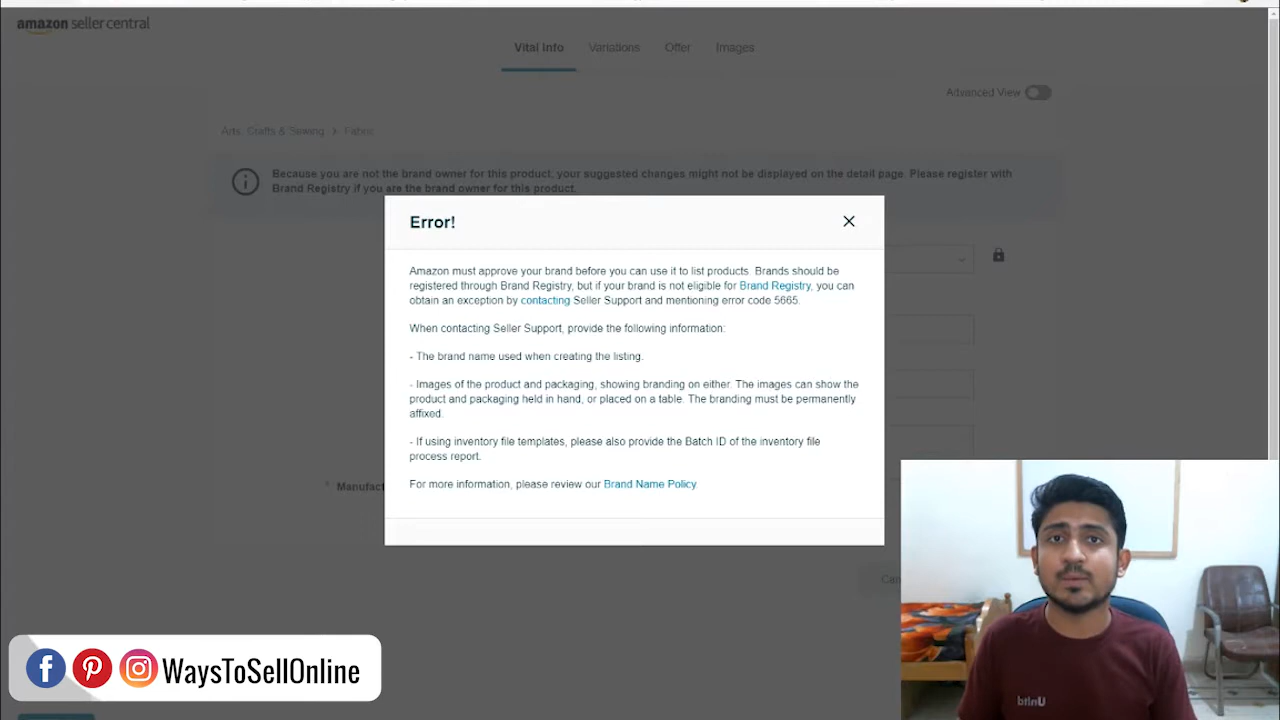 amazon seller central
Vital Info Variations Offer Images
Advanced View
Arts, Crafts & Sewing > Fabric
Because you are not the brand owner for this product, your suggested changes might not be displayed on the detail page. Please register with
Brand Registry if you are the brand owner for this product.
Error!
Amazon must approve your brand before you can use it to list products. Brands should be
registered through Brand Registry, but if your brand is not eligible for Brand Registry, you can
obtain an exception by contacting Seller Support and mentioning error code 5665.
When contacting Seller Support, provide the following information:
- The brand name used when creating the listing.
- Images of the product and packaging, showing branding on either. The images can show the
product and packaging held in hand, or placed on a table. The branding must be permanently
affixed.
- If using inventory file templates, please also provide the Batch ID of the inventory file
process report.
* Manufact
For more information, please review our Brand Name Policy
Can
WaysToSellOnline